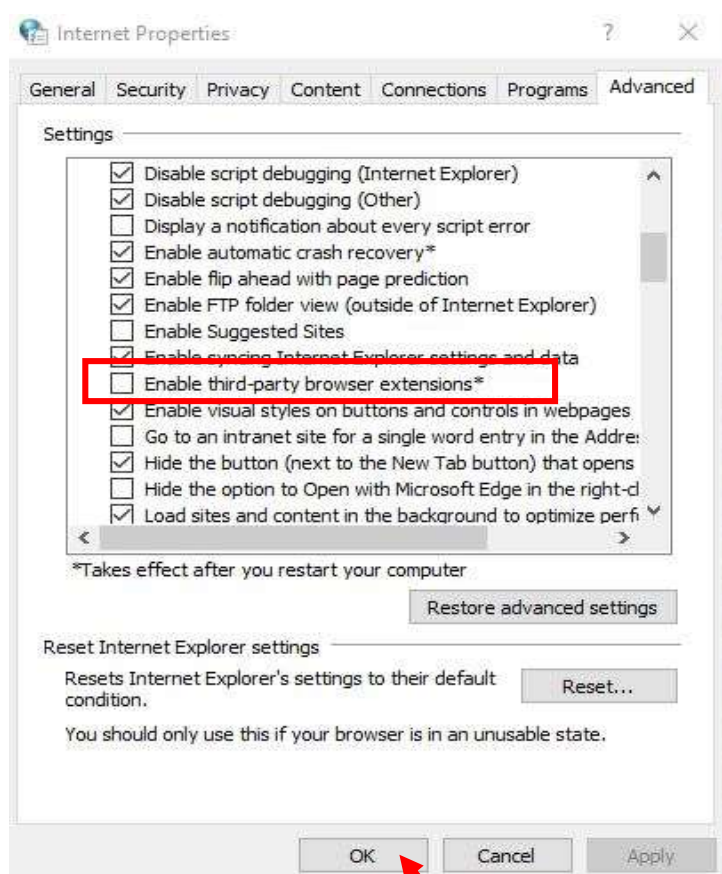 Internet Properties
General Security Privacy Content Connections Programs Advanced
Settings
Disable script debugging (Internet Explorer)
Disable script debugging (Other)
Display a notification about every script error
Enable automatic crash recovery*
Enable flip ahead with page prediction
Enable FTP folder view (outside of Internet Explorer)
Enable Suggested Sites
Enable syncing Internet Explorer settings and data
Enable third-party browser extensions*
Enable visual styles on buttons and controls in webpages
Go to an intranet site for a single word entry in the
Hide the button (next to the New Tab button) that opens
Hide the option to Open with Microsoft Edge in the
Load sites and content in the background to optimize
*Takes effect after you restart your computer
Restore advanced settings
Reset Internet Explorer settings
Resets Internet Explorer's settings to their default
condition.
Reset...
You should only use this if your browser is in an unusable state.
OK Cancel Apply